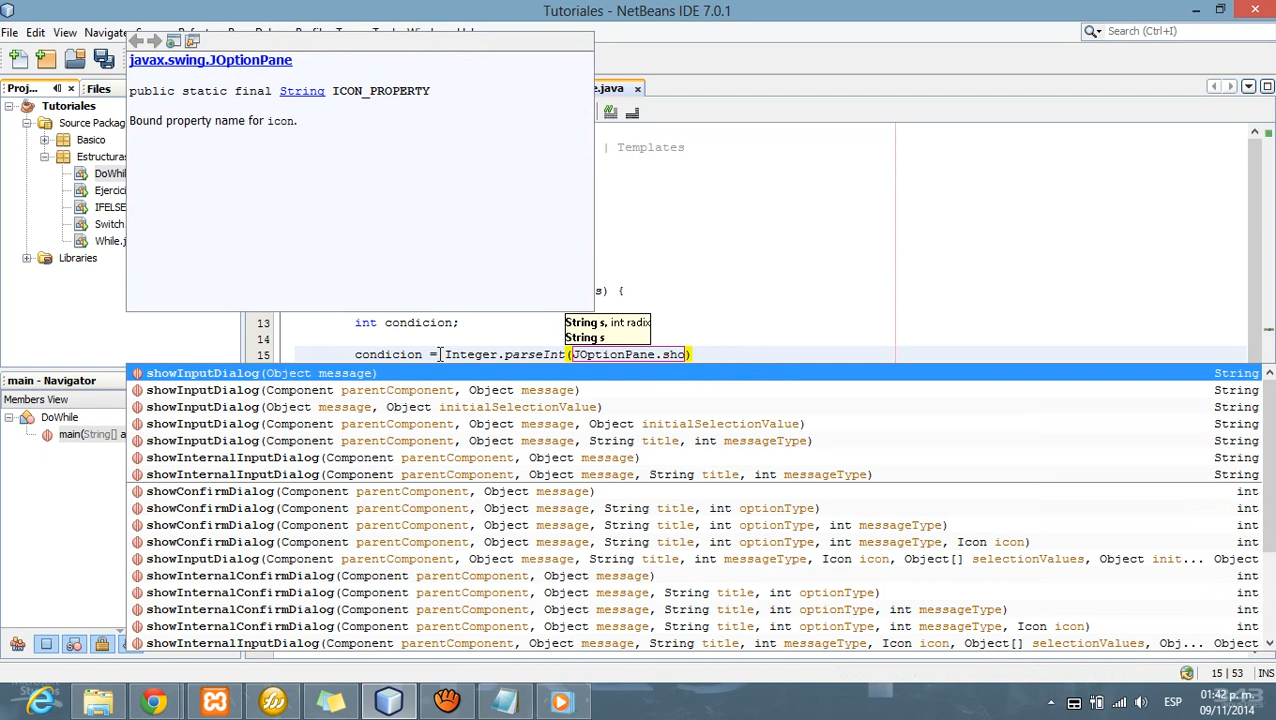 Tutoriales - NetBeans IDE 7.0.1
File Edit View Navigate
Search (Ctrl+I)
Proj... Files
.java
Tutoriales
Source Packag
Basico
Estructuras
DoWhil
Ejercici
IFELSE
Switch.
While.j
Libraries
javax.swing.JOptionPane
public static final String ICON_PROPERTY
Bound property name for icon.
| Templates
s) {
13 int condicion;
14
15 condicion = Integer.parseInt(JOptionPane.sho)
String s, int radix
String s
main - Navigator
Members View
DoWhile
main(String[] a
showInputDialog(Object message) String
showInputDialog(Component parentComponent, Object message) String
showInputDialog(Object message, Object initialSelectionValue) String
showInputDialog(Component parentComponent, Object message, Object initialSelectionValue) String
showInputDialog(Component parentComponent, Object message, String title, int messageType) String
showInternalInputDialog(Component parentComponent, Object message) String
showInternalInputDialog(Component parentComponent, Object message, String title, int messageType) String
showConfirmDialog(Component parentComponent, Object message) int
showConfirmDialog(Component parentComponent, Object message, String title, int optionType) int
showConfirmDialog(Component parentComponent, Object message, String title, int optionType, int messageType) int
showConfirmDialog(Component parentComponent, Object message, String title, int optionType, int messageType, Icon icon) int
showInputDialog(Component parentComponent, Object message, String title, int messageType, Icon icon, Object[] selectionValues, Object init... Object
showInternalConfirmDialog(Component parentComponent, Object message) int
showInternalConfirmDialog(Component parentComponent, Object message, String title, int optionType) int
showInternalConfirmDialog(Component parentComponent, Object message, String title, int optionType, int messageType) int
showInternalConfirmDialog(Component parentComponent, Object message, String title, int optionType, int messageType, Icon icon) int
showInternalInputDialog(Component parentComponent, Object message, String title, int messageType, Icon icon, Object[] selectionValues, Obj... Object
15 | 53 INS
ESP
01:42 p. m.
09/11/2014